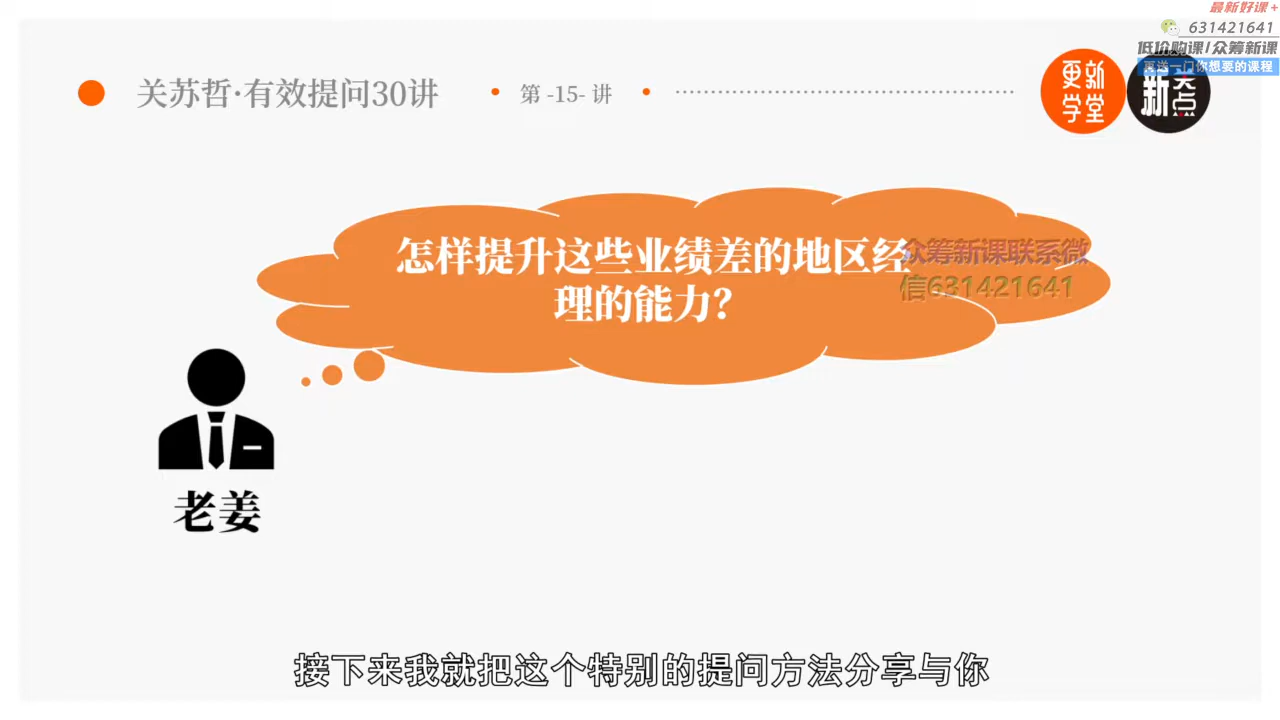 最新好课+
631421641
低价购课/众筹新课
再送一门你想要的课程
关苏哲·有效提问30讲
第 -15- 讲
更新
学堂
新
点
怎样提升这些业绩差的地区经
理的能力?
众筹新课联系微
信631421641
老姜
接下来我就把这个特别的提问方法分享与你